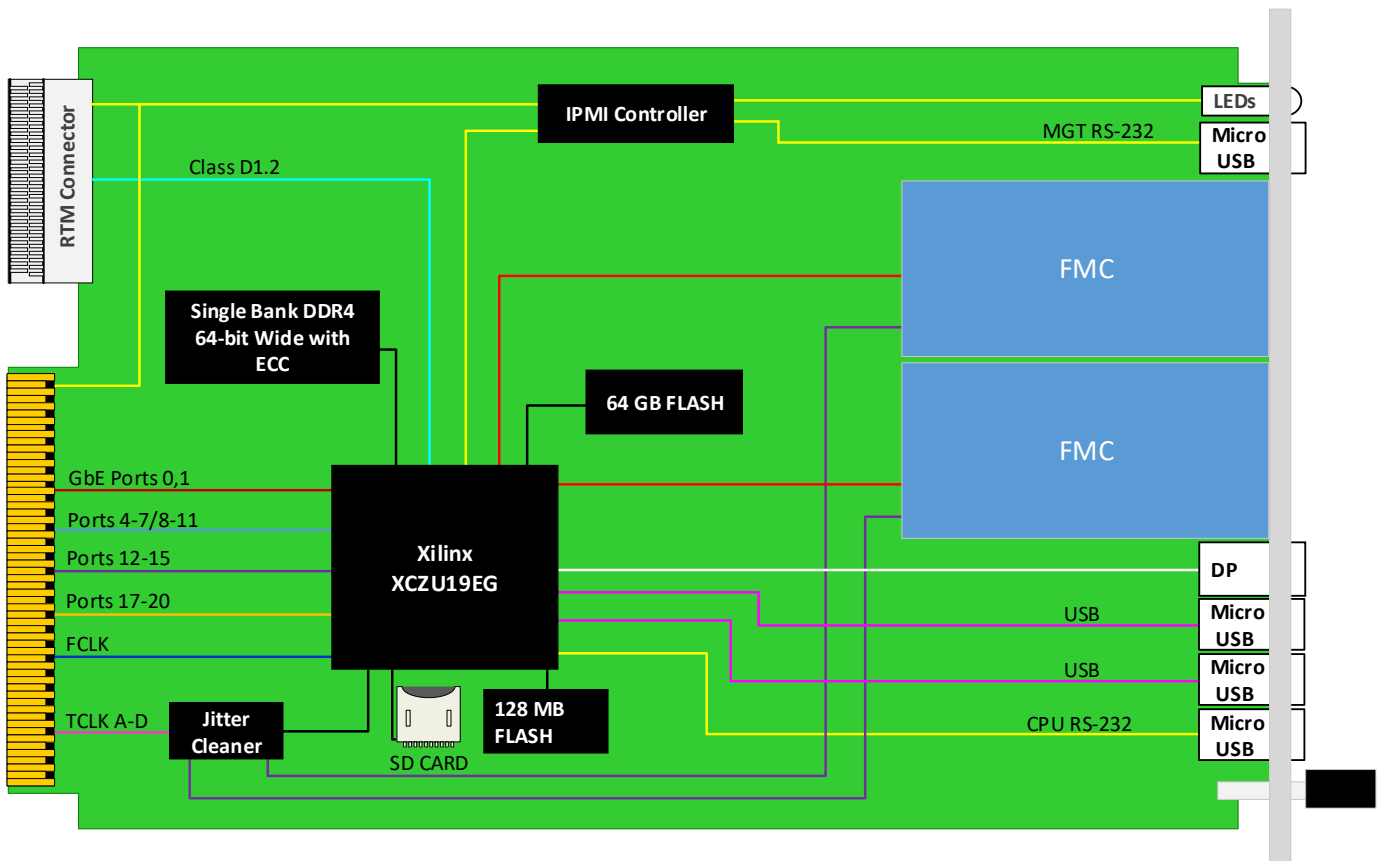 LEDs
IPMI Controller
MGT RS-232
Micro
USB
RTM Connector
Class D1.2
FMC
Single Bank DDR4
64-bit Wide with
ECC
64 GB FLASH
FMC
GbE Ports 0,1
Ports 4-7/8-11
Ports 12-15
Ports 17-20
FCLK
TCLK A-D
Xilinx
XCZU19EG
DP
USB
Micro
USB
USB
Micro
USB
CPU RS-232
Micro
USB
Jitter
Cleaner
SD CARD
128 MB
FLASH